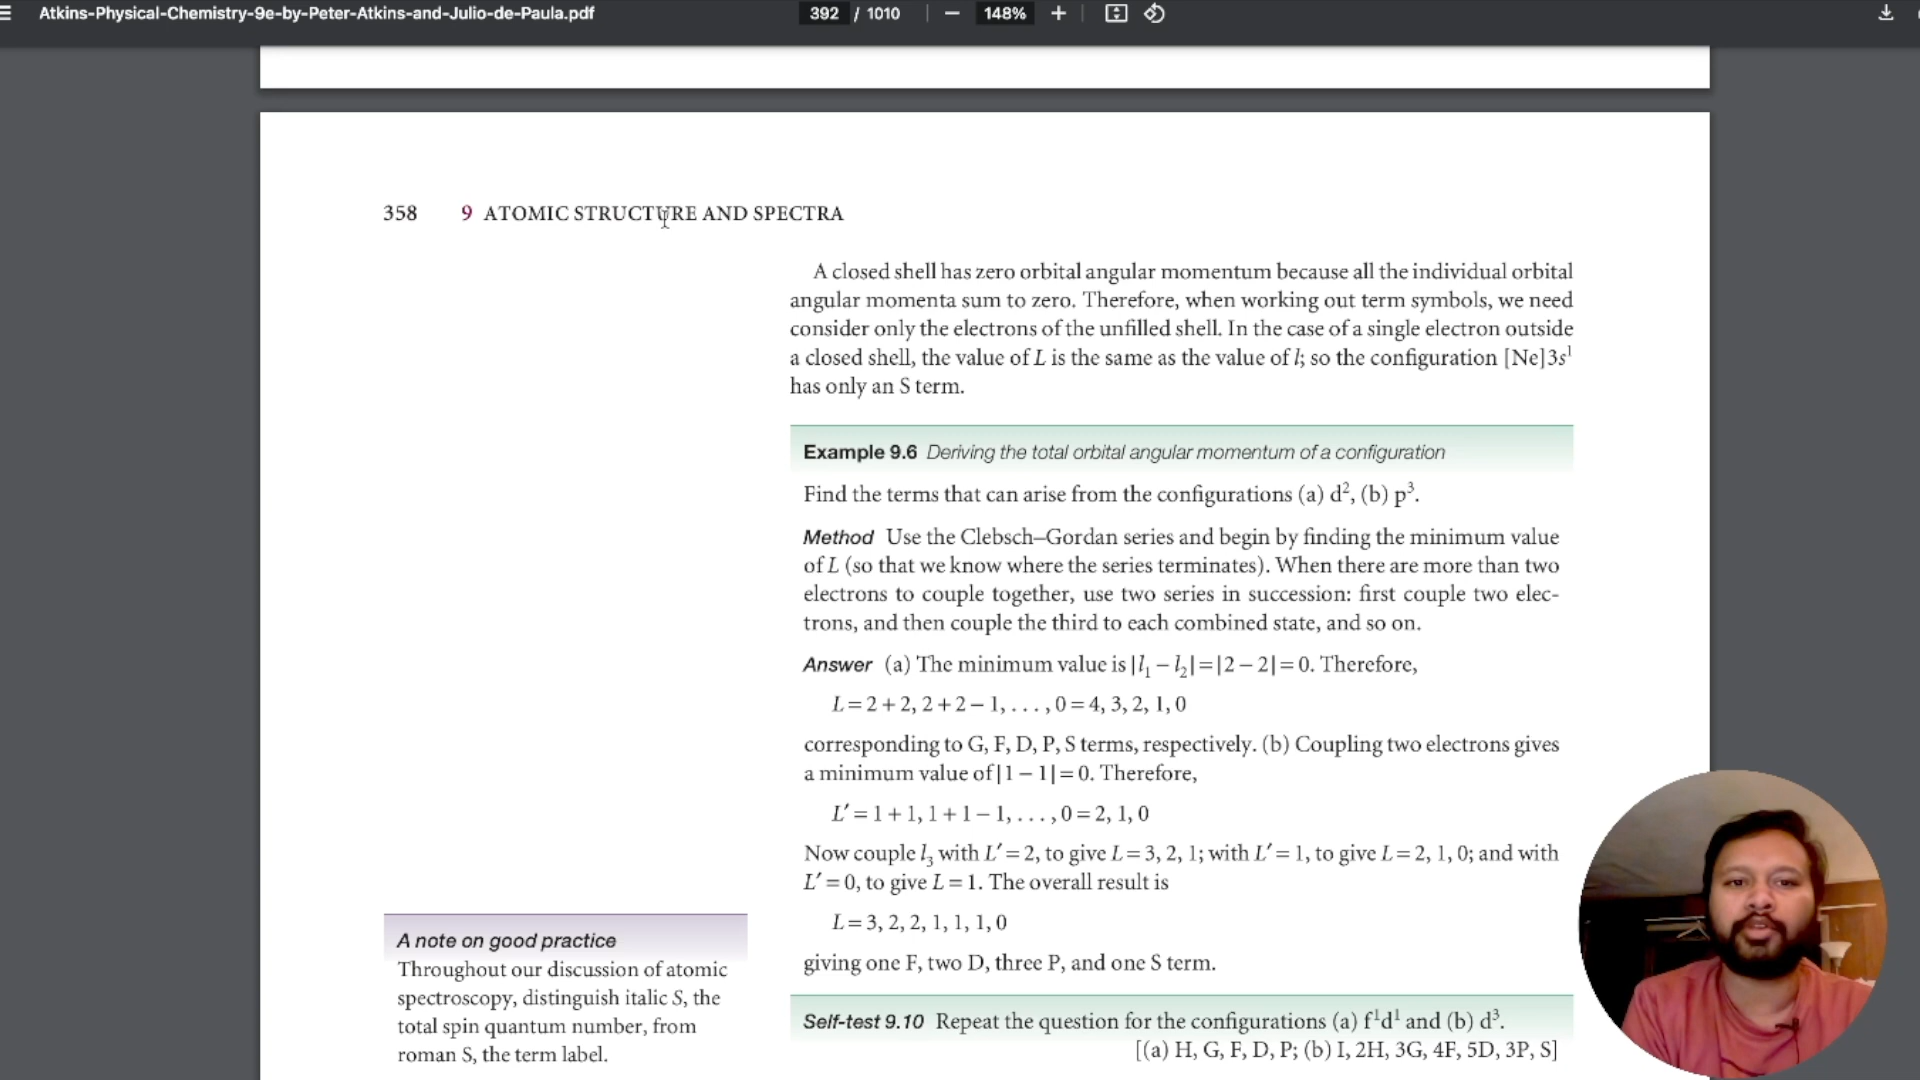 Atkins-Physical-Chemistry-9e-by-Peter-Atkins-and-Julio-de-Paula.pdf
392 / 1010
148%
358 9 ATOMIC STRUCTURE AND SPECTRA
A closed shell has zero orbital angular momentum because all the individual orbital
angular momenta sum to zero. Therefore, when working out term symbols, we need
consider only the electrons of the unfilled shell. In the case of a single electron outside
a closed shell, the value of L is the same as the value of l; so the configuration [Ne]3s¹
has only an S term.
Example 9.6 Deriving the total orbital angular momentum of a configuration
Find the terms that can arise from the configurations (a) d², (b) p³.
Method Use the Clebsch–Gordan series and begin by finding the minimum value
of L (so that we know where the series terminates). When there are more than two
electrons to couple together, use two series in succession: first couple two elec-
trons, and then couple the third to each combined state, and so on.
Answer (a) The minimum value is |l₁ − l₂| = |2 − 2| = 0. Therefore,
L = 2 + 2, 2 + 2 − 1, . . . , 0 = 4, 3, 2, 1, 0
corresponding to G, F, D, P, S terms, respectively. (b) Coupling two electrons gives
a minimum value of |1 − 1| = 0. Therefore,
L′ = 1 + 1, 1 + 1 − 1, . . . , 0 = 2, 1, 0
Now couple l₃ with L′ = 2, to give L = 3, 2, 1; with L′ = 1, to give L = 2, 1, 0; and with
L′ = 0, to give L = 1. The overall result is
L = 3, 2, 2, 1, 1, 1, 0
giving one F, two D, three P, and one S term.
Self-test 9.10 Repeat the question for the configurations (a) f¹d¹ and (b) d³.
[(a) H, G, F, D, P; (b) I, 2H, 3G, 4F, 5D, 3P, S]
A note on good practice
Throughout our discussion of atomic
spectroscopy, distinguish italic S, the
total spin quantum number, from
roman S, the term label.